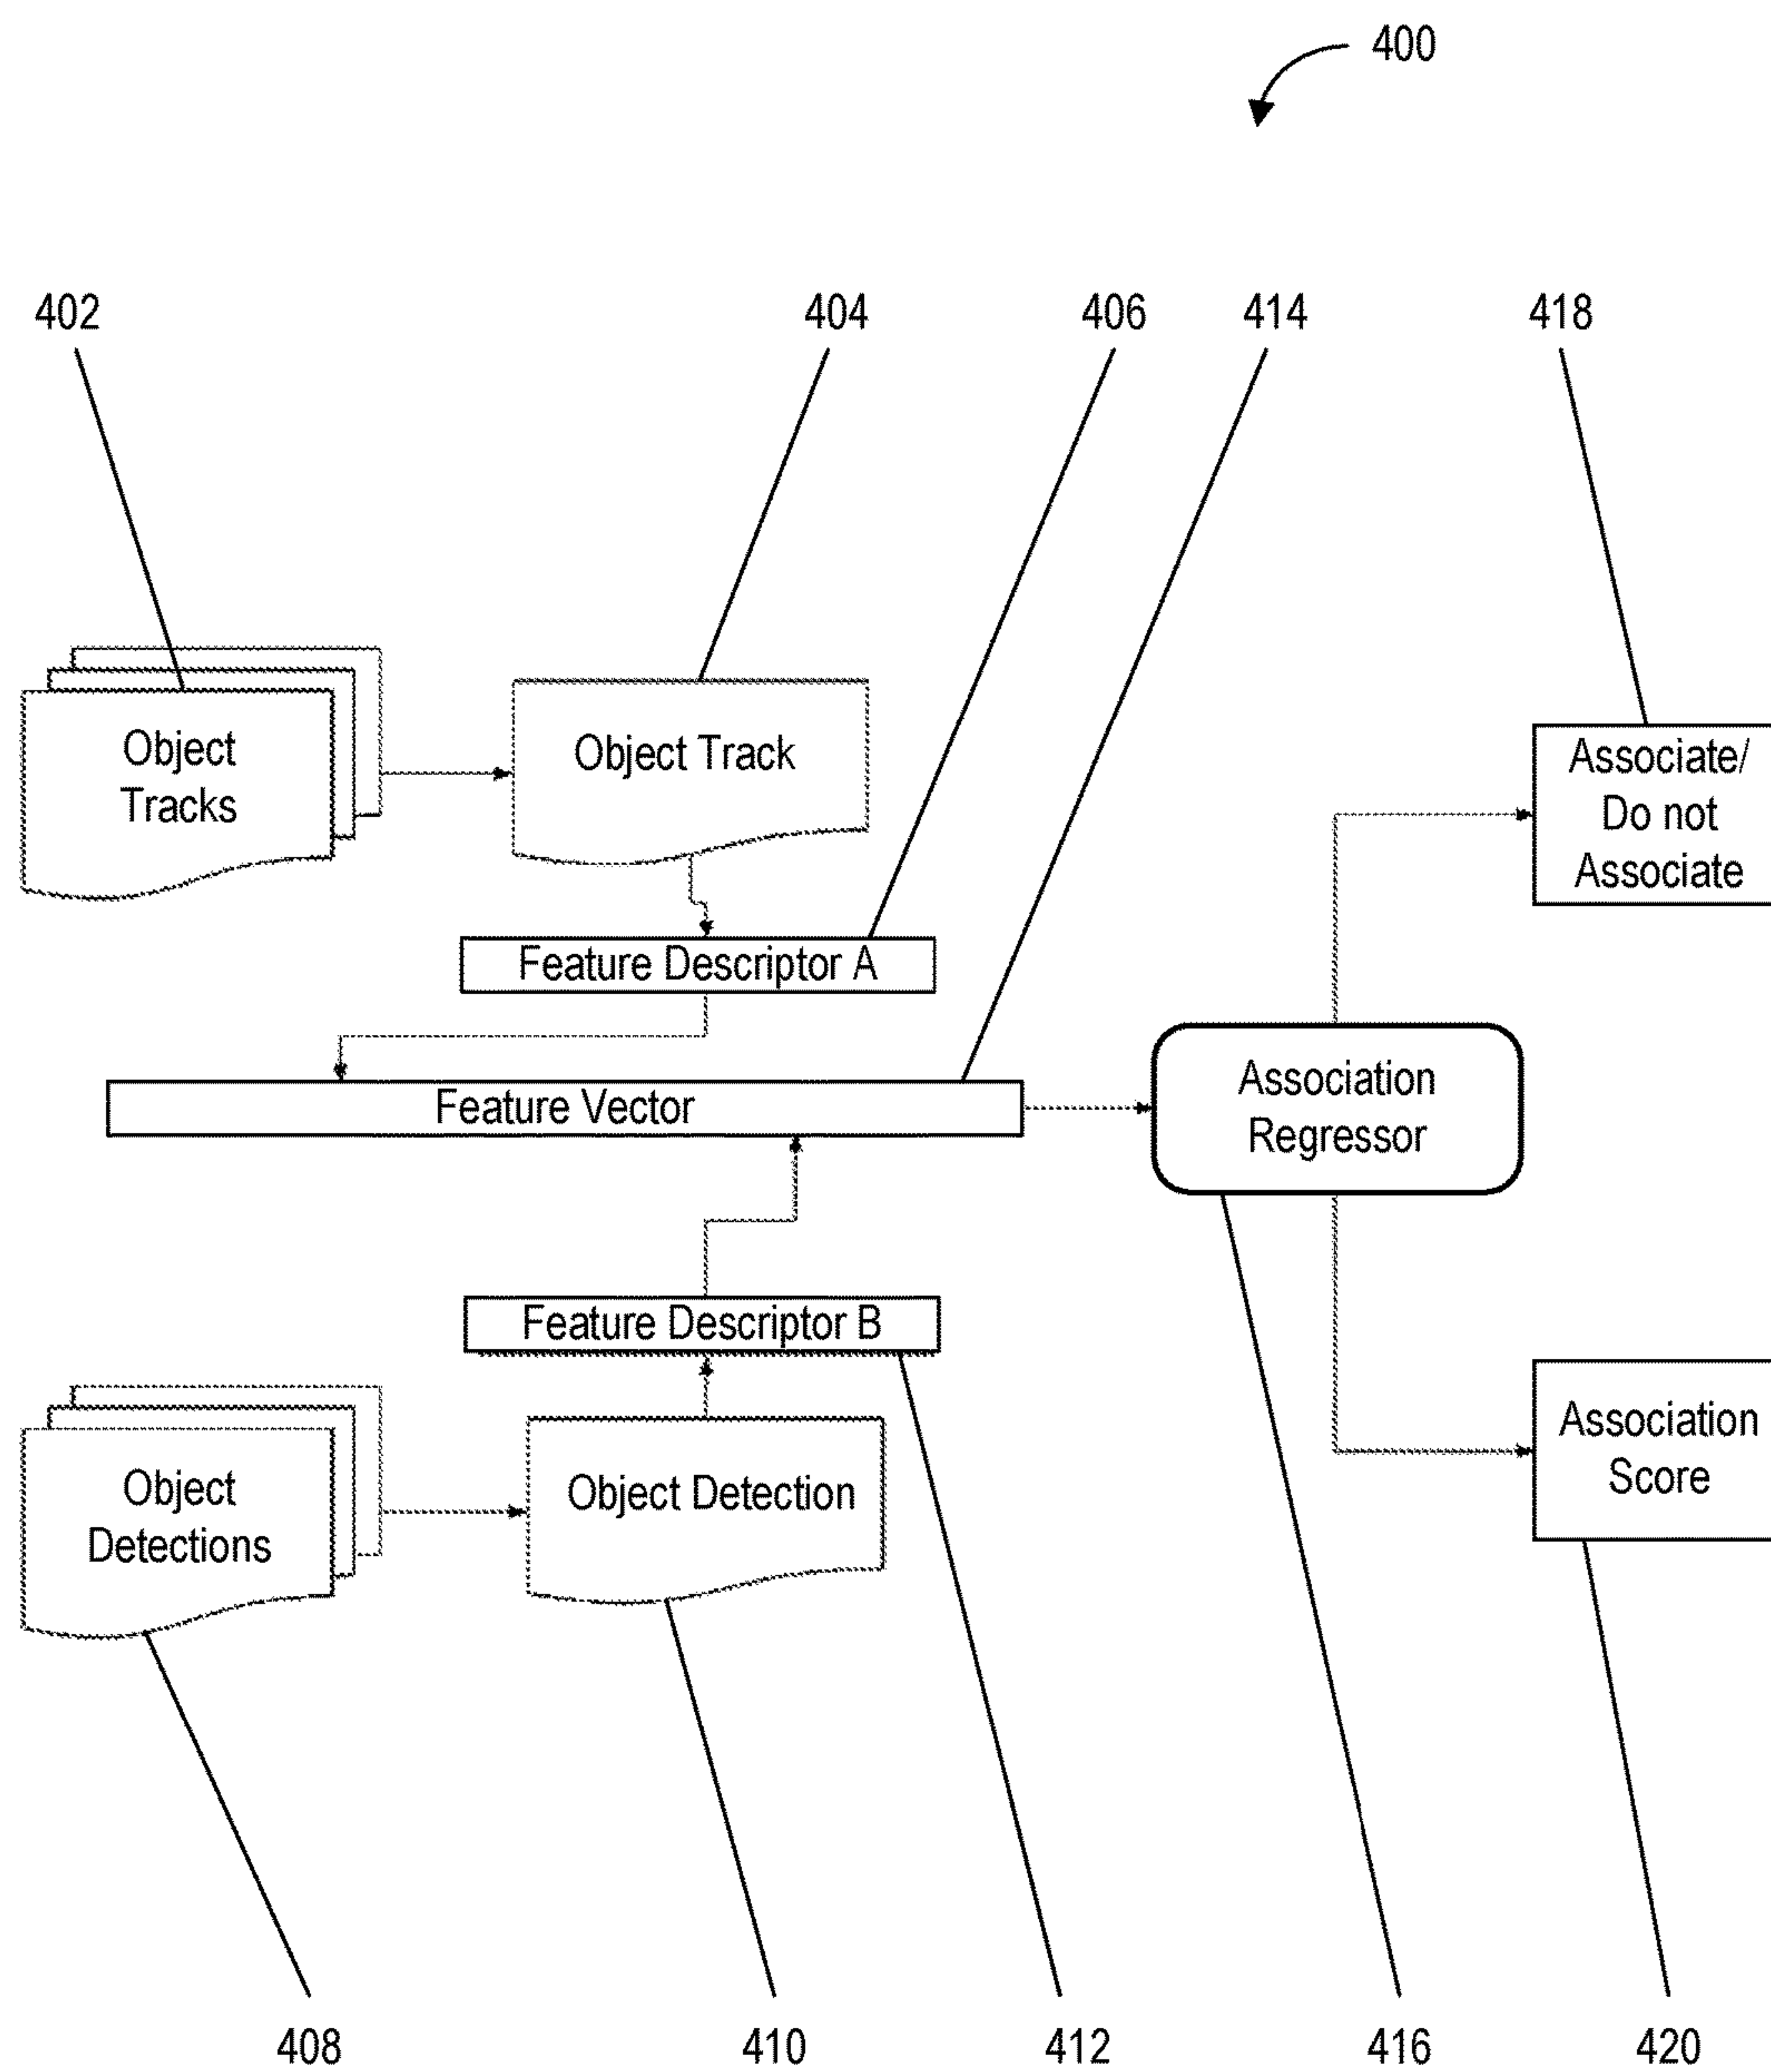 400
402
404
406
414
418
Object
Tracks
Object Track
Associate/
Do not
Associate
Feature Descriptor A
Feature Vector
Association
Regressor
Feature Descriptor B
Object
Detections
Object Detection
Association
Score
408
410
412
416
420